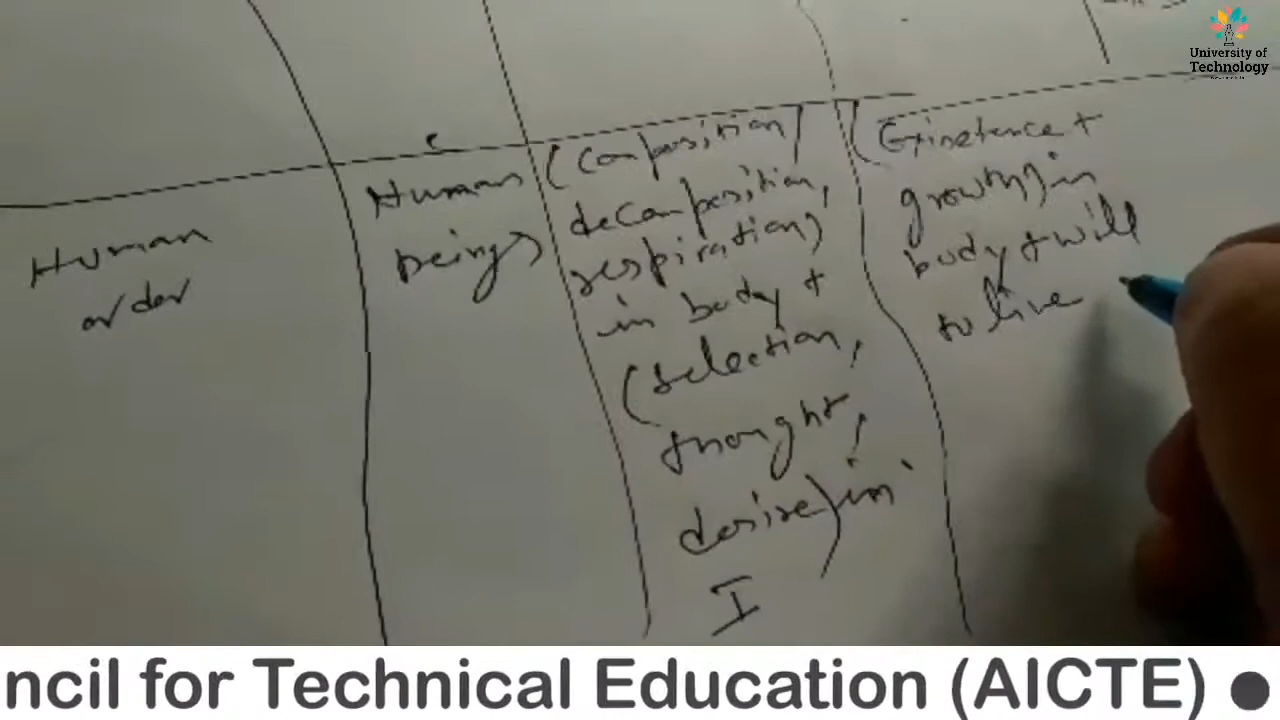 University of
Technology
Human
order
Human
beings
(Composition,
decomposition,
respiration)
in body +
(selection,
thought,
desire) in
I
(Existence +
growth) in
body + will
to live
ncil for Technical Education (AICTE) ●